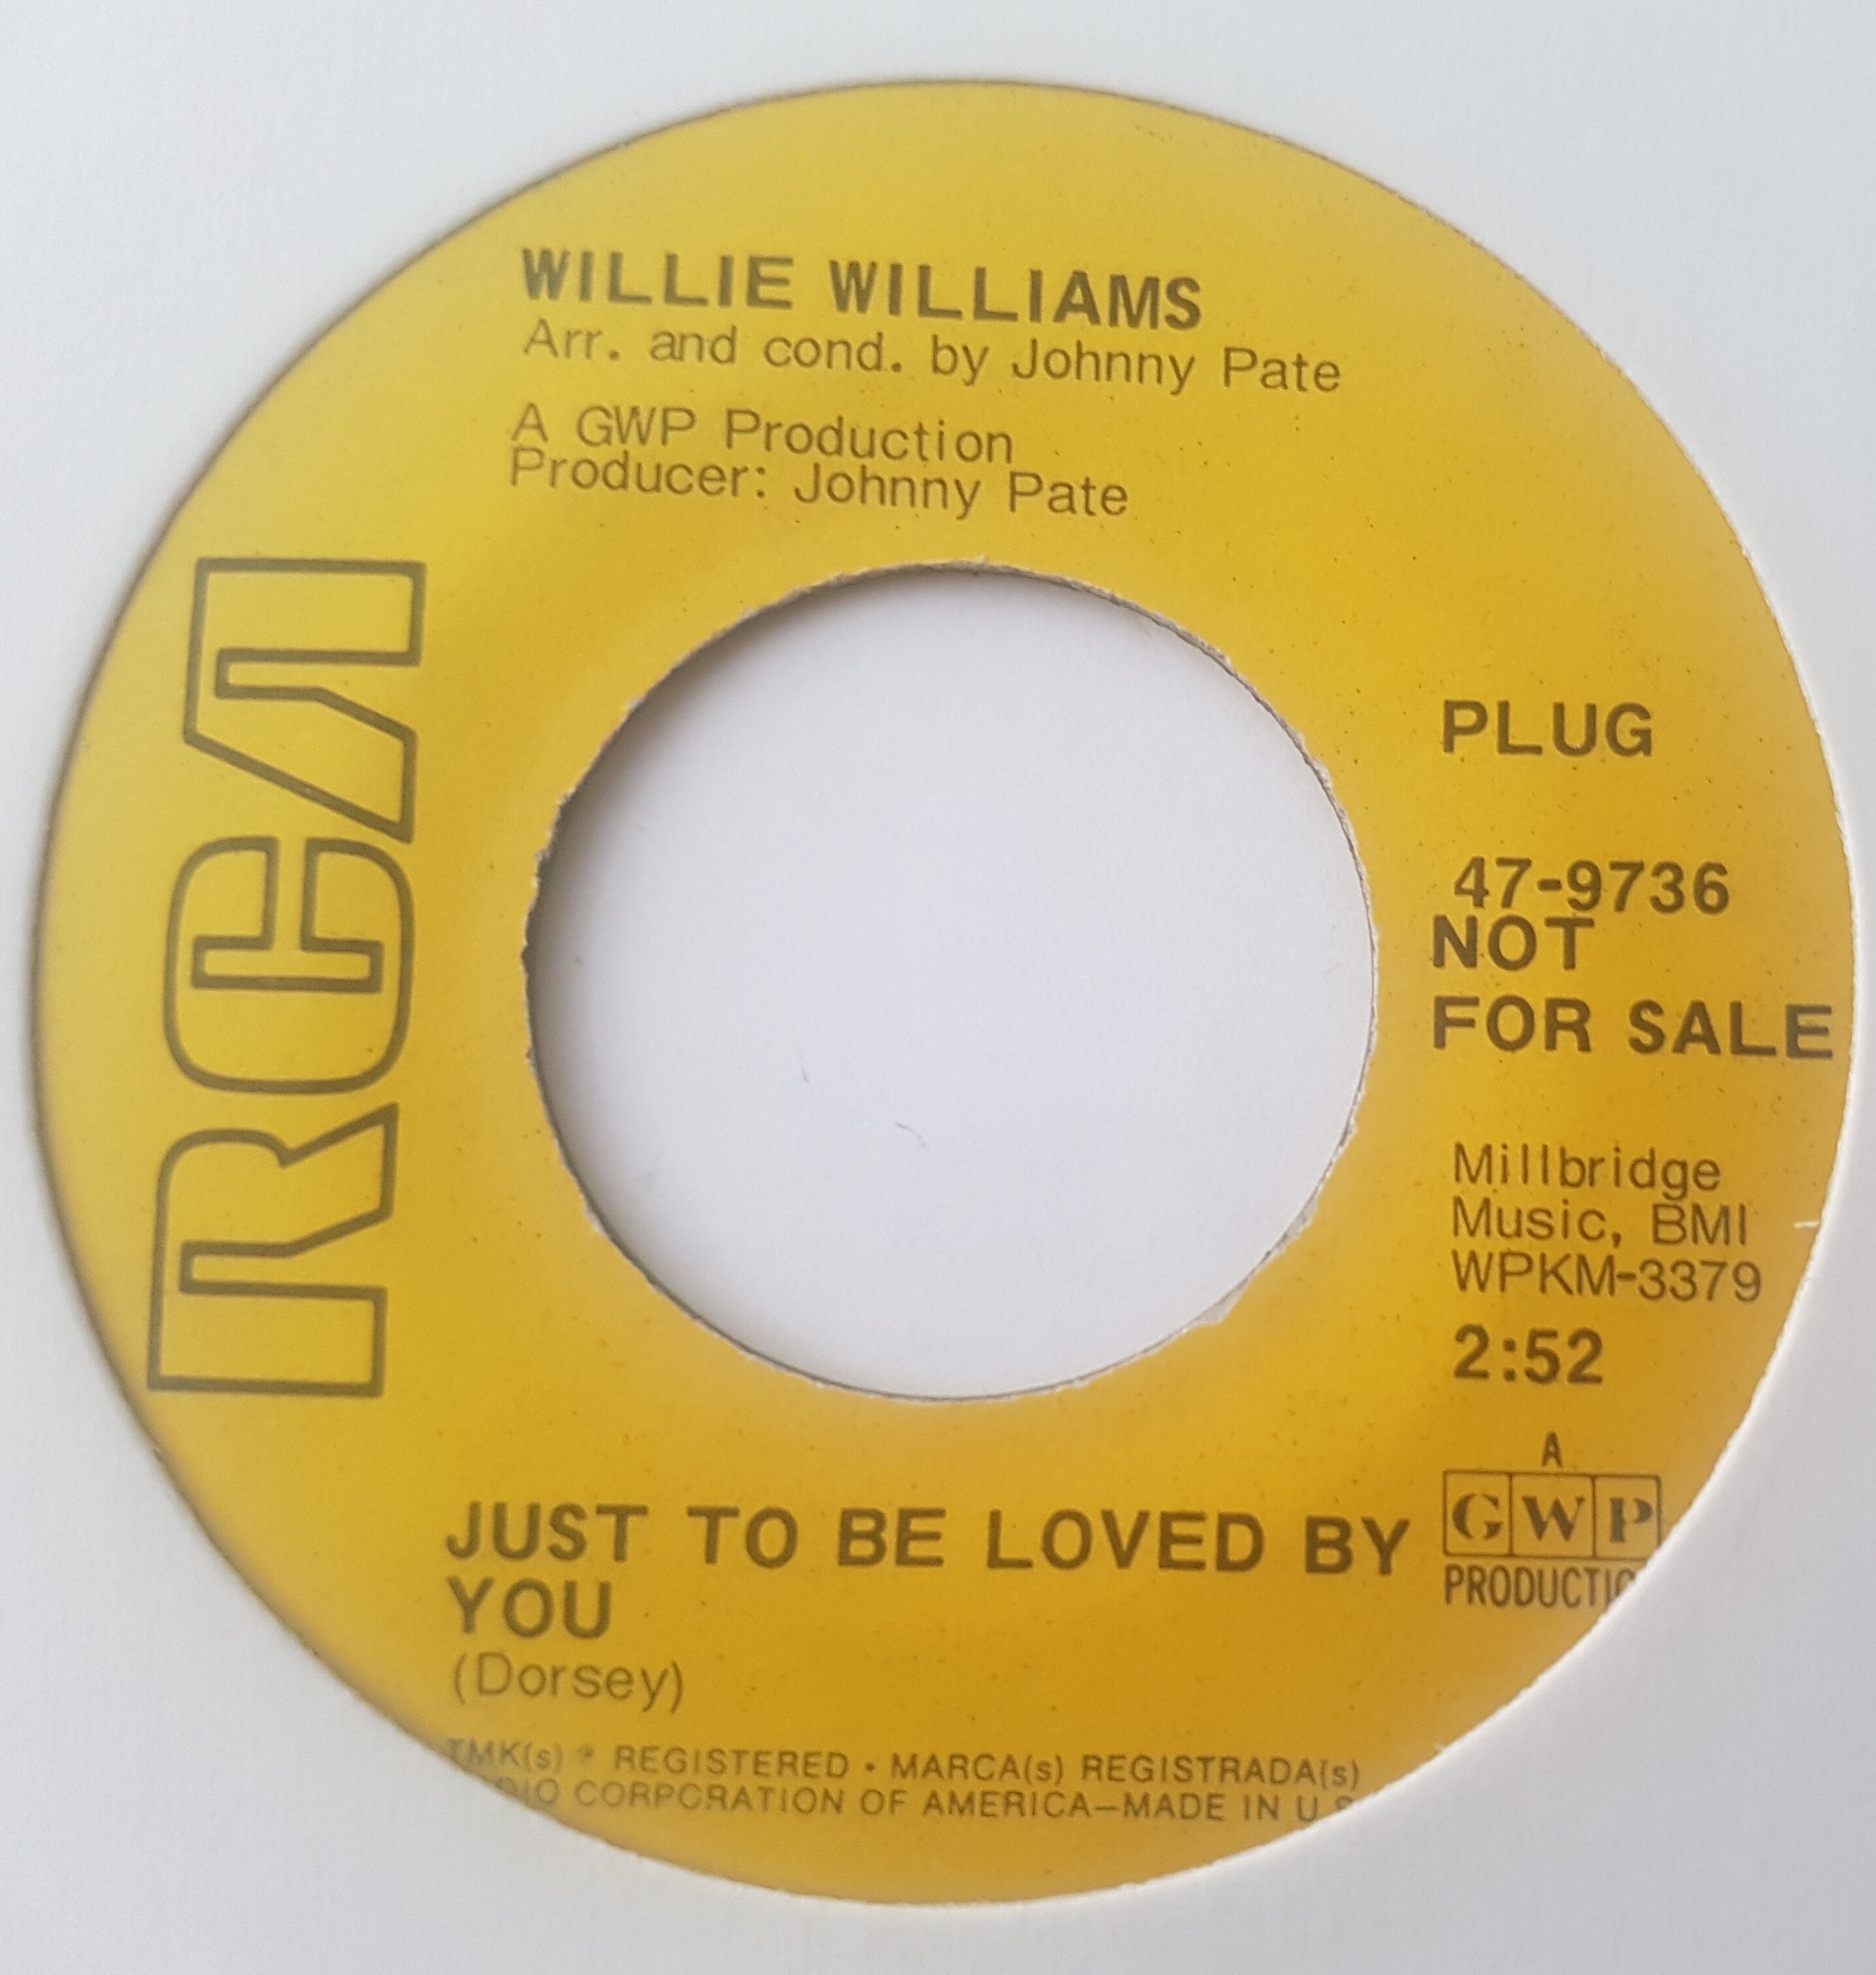 WILLIE WILLIAMS
Arr. and cond. by Johnny Pate
A GWP Production
Producer: Johnny Pate
RCA
PLUG
47-9736
NOT
FOR SALE
Millbridge
Music, BMI
WPKM-3379
2:52
A
GWP
JUST TO BE LOVED BY
YOU
(Dorsey)
TMK(s) ® REGISTERED • MARCA(s) REGISTRADA(s)
CORPORATION OF AMERICA—MADE IN U.S